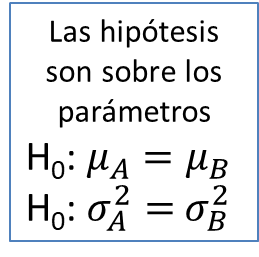 Las hipótesis
son sobre los
parámetros
H₀: μ_A = μ_B
H₀: σ²_A = σ²_B